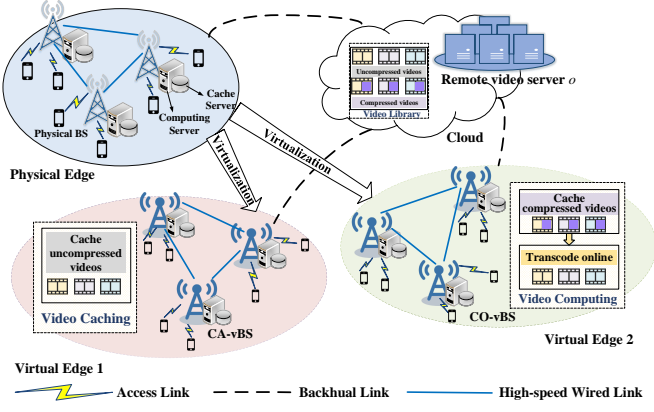 Uncompressed videos
Compressed videos
Video Library
Remote video server o
Cloud
Cache
Server
Computing
Server
Physical BS
Physical Edge
Virtualization
Virtualization
Cache
uncompressed
videos
Video Caching
CA-vBS
Virtual Edge 1
Cache
compressed videos
Transcode online
Video Computing
CO-vBS
Virtual Edge 2
Access Link
Backhual Link
High-speed Wired Link